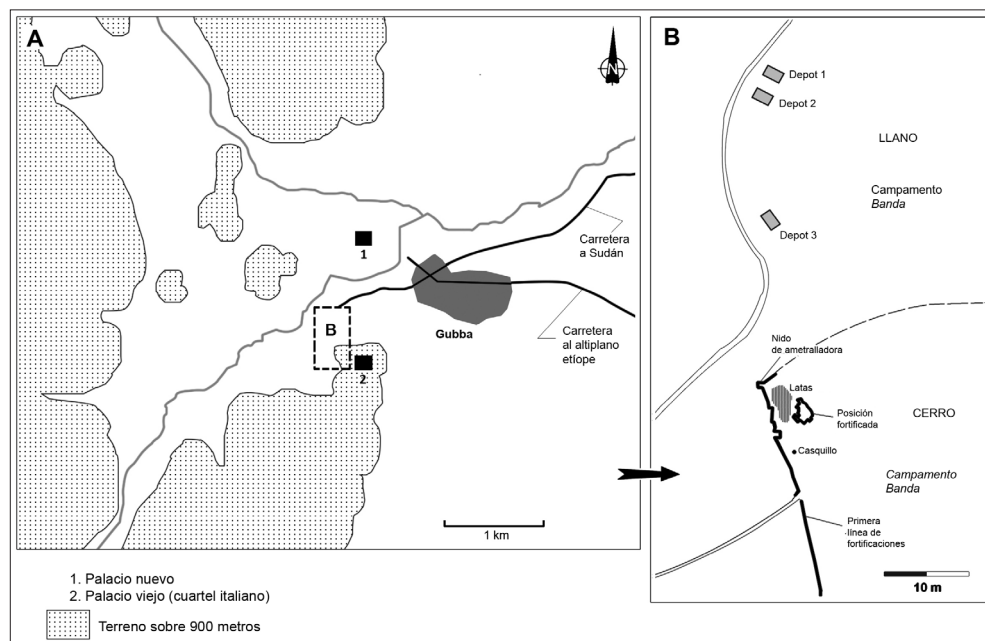 A
N
1
Carretera
a Sudán
Gubba
B
2
Carretera
al altiplano
etíope
1 km
1. Palacio nuevo
2. Palacio viejo (cuartel italiano)
Terreno sobre 900 metros
B
Depot 1
Depot 2
LLANO
Campamento
Banda
Depot 3
Nido
de ametralladora
Latas
Posición
fortificada
CERRO
Casquillo
Campamento
Banda
Primera
línea de
fortificaciones
10 m